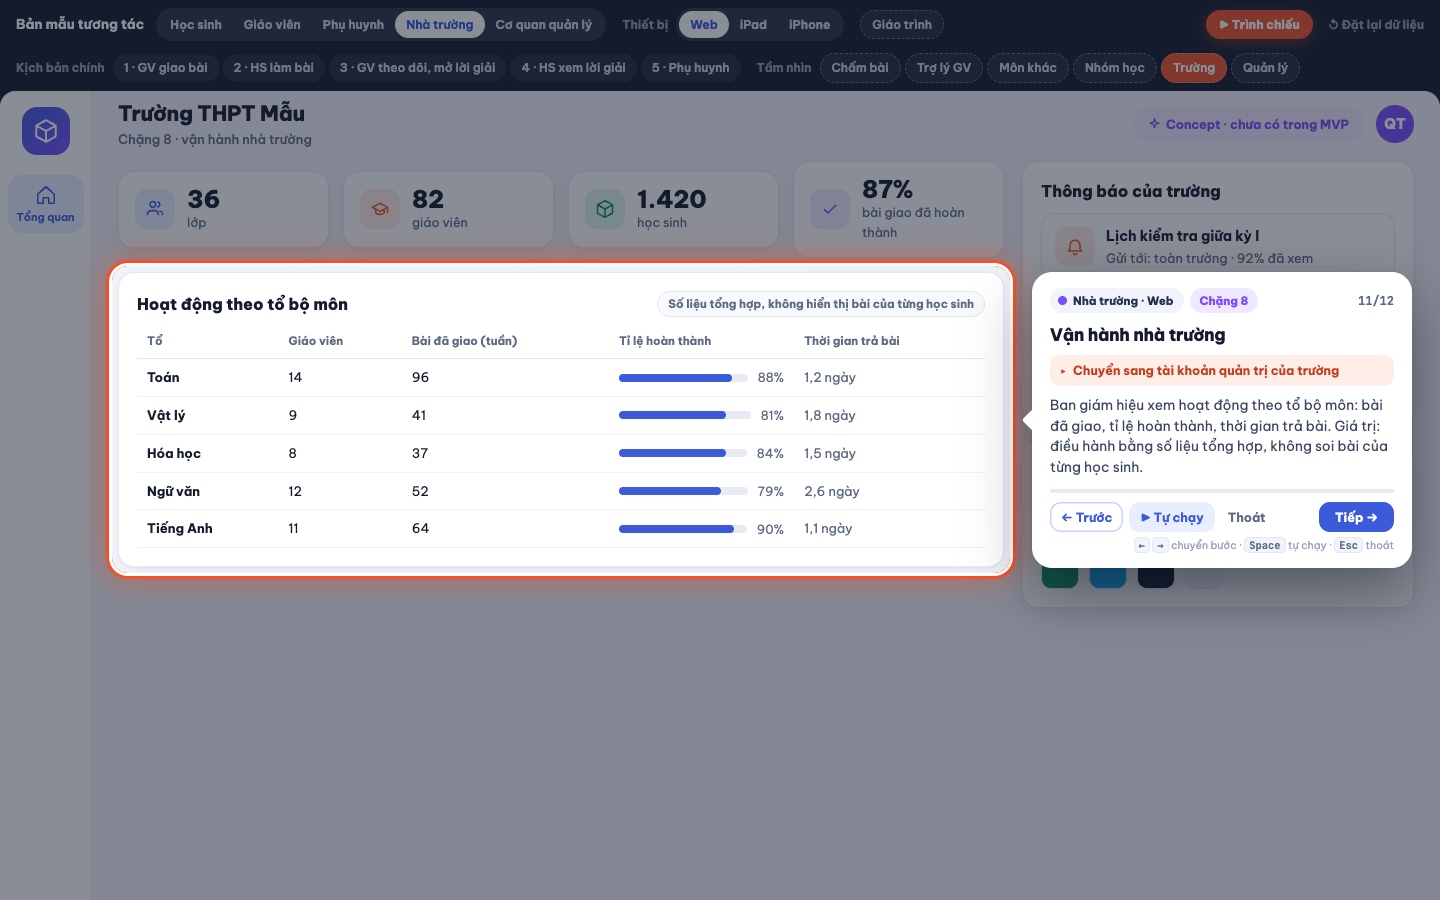 Bản mẫu tương tác
Học sinh
Giáo viên
Phụ huynh
Nhà trường
Cơ quan quản lý
Thiết bị
Web
iPad
iPhone
Giáo trình
Trình chiếu
Đặt lại dữ liệu
Kịch bản chính
1 · GV giao bài
2 · HS làm bài
3 · GV theo dõi, mở lời giải
4 · HS xem lời giải
5 · Phụ huynh
Tầm nhìn
Chấm bài
Trợ lý GV
Môn khác
Nhóm học
Trường
Quản lý
Tổng quan
Trường THPT Mẫu
Chặng 8 · vận hành nhà trường
Concept · chưa có trong MVP
QT
36
lớp
82
giáo viên
1.420
học sinh
87%
bài giao đã hoàn
thành
Thông báo của trường
Lịch kiểm tra giữa kỳ I
Gửi tới: toàn trường · 92% đã xem
Hoạt động theo tổ bộ môn
Số liệu tổng hợp, không hiển thị bài của từng học sinh
Tổ Giáo viên Bài đã giao (tuần) Tỉ lệ hoàn thành Thời gian trả bài
Toán 14 96 88% 1,2 ngày
Vật lý 9 41 81% 1,8 ngày
Hóa học 8 37 84% 1,5 ngày
Ngữ văn 12 52 79% 2,6 ngày
Tiếng Anh 11 64 90% 1,1 ngày
Nhà trường · Web
Chặng 8
11/12
Vận hành nhà trường
Chuyển sang tài khoản quản trị của trường
Ban giám hiệu xem hoạt động theo tổ bộ môn: bài
đã giao, tỉ lệ hoàn thành, thời gian trả bài. Giá trị:
điều hành bằng số liệu tổng hợp, không soi bài của
từng học sinh.
← Trước
Tự chạy
Thoát
Tiếp →
← → chuyển bước · Space tự chạy · Esc thoát